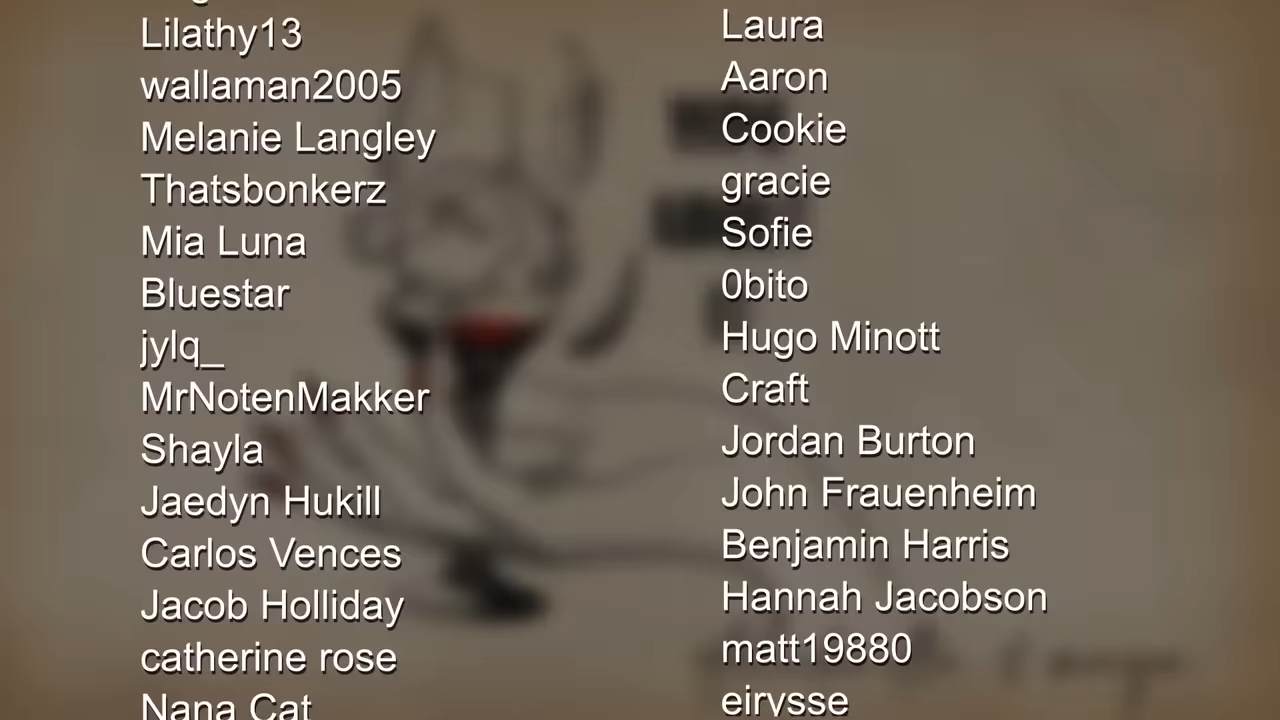 Lilathy13
wallaman2005
Melanie Langley
Thatsbonkerz
Mia Luna
Bluestar
jylq_
MrNotenMakker
Shayla
Jaedyn Hukill
Carlos Vences
Jacob Holliday
catherine rose
Nana Cat
Laura
Aaron
Cookie
gracie
Sofie
0bito
Hugo Minott
Craft
Jordan Burton
John Frauenheim
Benjamin Harris
Hannah Jacobson
matt19880
eirysse